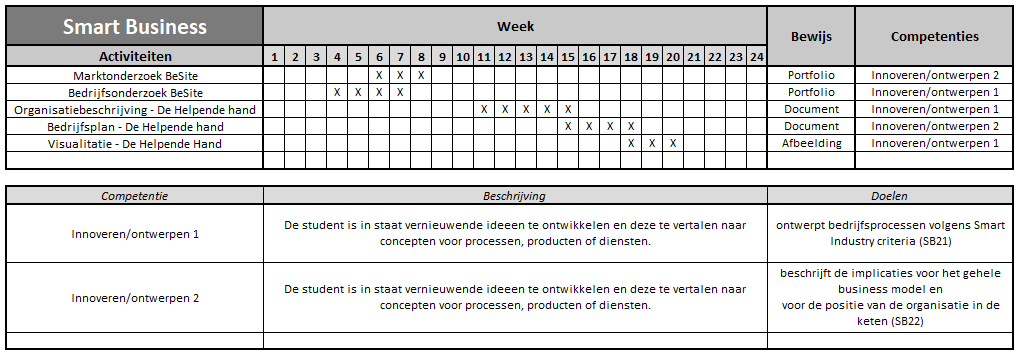 Smart Business Week Bewijs Competenties
Activiteiten 1 2 3 4 5 6 7 8 9 10 11 12 13 14 15 16 17 18 19 20 21 22 23 24
Marktonderzoek BeSite X X X Portfolio Innoveren/ontwerpen 2
Bedrijfsonderzoek BeSite X X X X Portfolio Innoveren/ontwerpen 1
Organisatiebeschrijving - De Helpende hand X X X X X Document Innoveren/ontwerpen 1
Bedrijfsplan - De Helpende hand X X X X Document Innoveren/ontwerpen 2
Visualitatie - De Helpende Hand X X X Afbeelding Innoveren/ontwerpen 1
Competentie Beschrijving Doelen
Innoveren/ontwerpen 1
De student is in staat vernieuwende ideeen te ontwikkelen en deze te vertalen naar
concepten voor processen, producten of diensten.
ontwerpt bedrijfsprocessen volgens Smart
Industry criteria (SB21)
Innoveren/ontwerpen 2
De student is in staat vernieuwende ideeen te ontwikkelen en deze te vertalen naar
concepten voor processen, producten of diensten.
beschrijft de implicaties voor het gehele
business model en
voor de positie van de organisatie in de
keten (SB22)